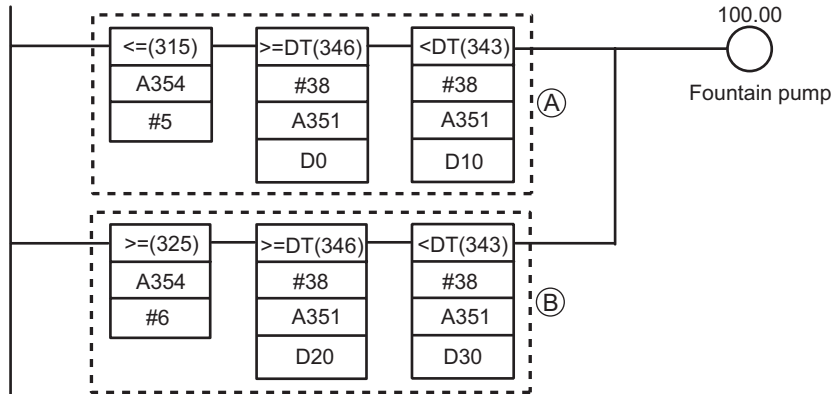 100.00
<=(315) >=DT(346) <DT(343)
A354 #38 #38
#5 A351 A351
D0 D10
A
Fountain pump
>=(325) >=DT(346) <DT(343)
A354 #38 #38
#6 A351 A351
D20 D30
B